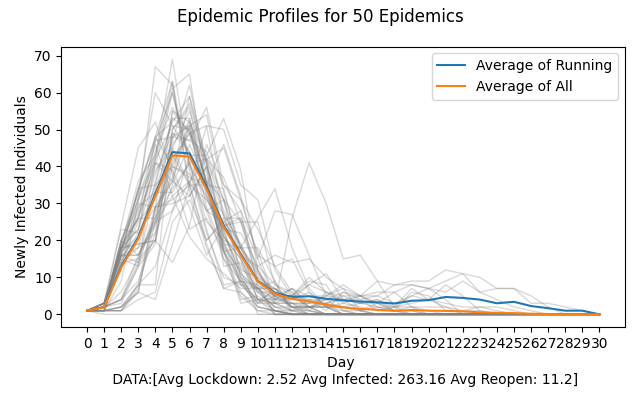 Epidemic Profiles for 50 Epidemics
70
60
50
40
30
20
10
0
Newly Infected Individuals
Average of Running
Average of All
0 1 2 3 4 5 6 7 8 9 10 11 12 13 14 15 16 17 18 19 20 21 22 23 24 25 26 27 28 29 30
Day
DATA:[Avg Lockdown: 2.52 Avg Infected: 263.16 Avg Reopen: 11.2]